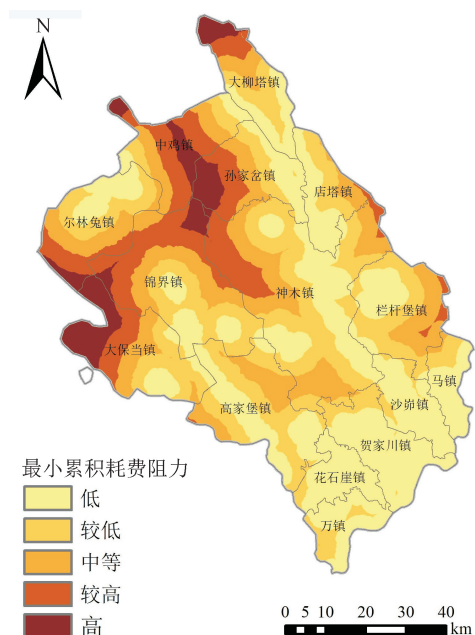 N
大柳塔镇
中鸡镇
孙家岔镇
店塔镇
尔林兔镇
锦界镇
神木镇
栏杆堡镇
大保当镇
马镇
高家堡镇
沙峁镇
贺家川镇
花石崖镇
万镇
最小累积耗费阻力
低
较低
中等
较高
高
0 5 10 20 30 40
km